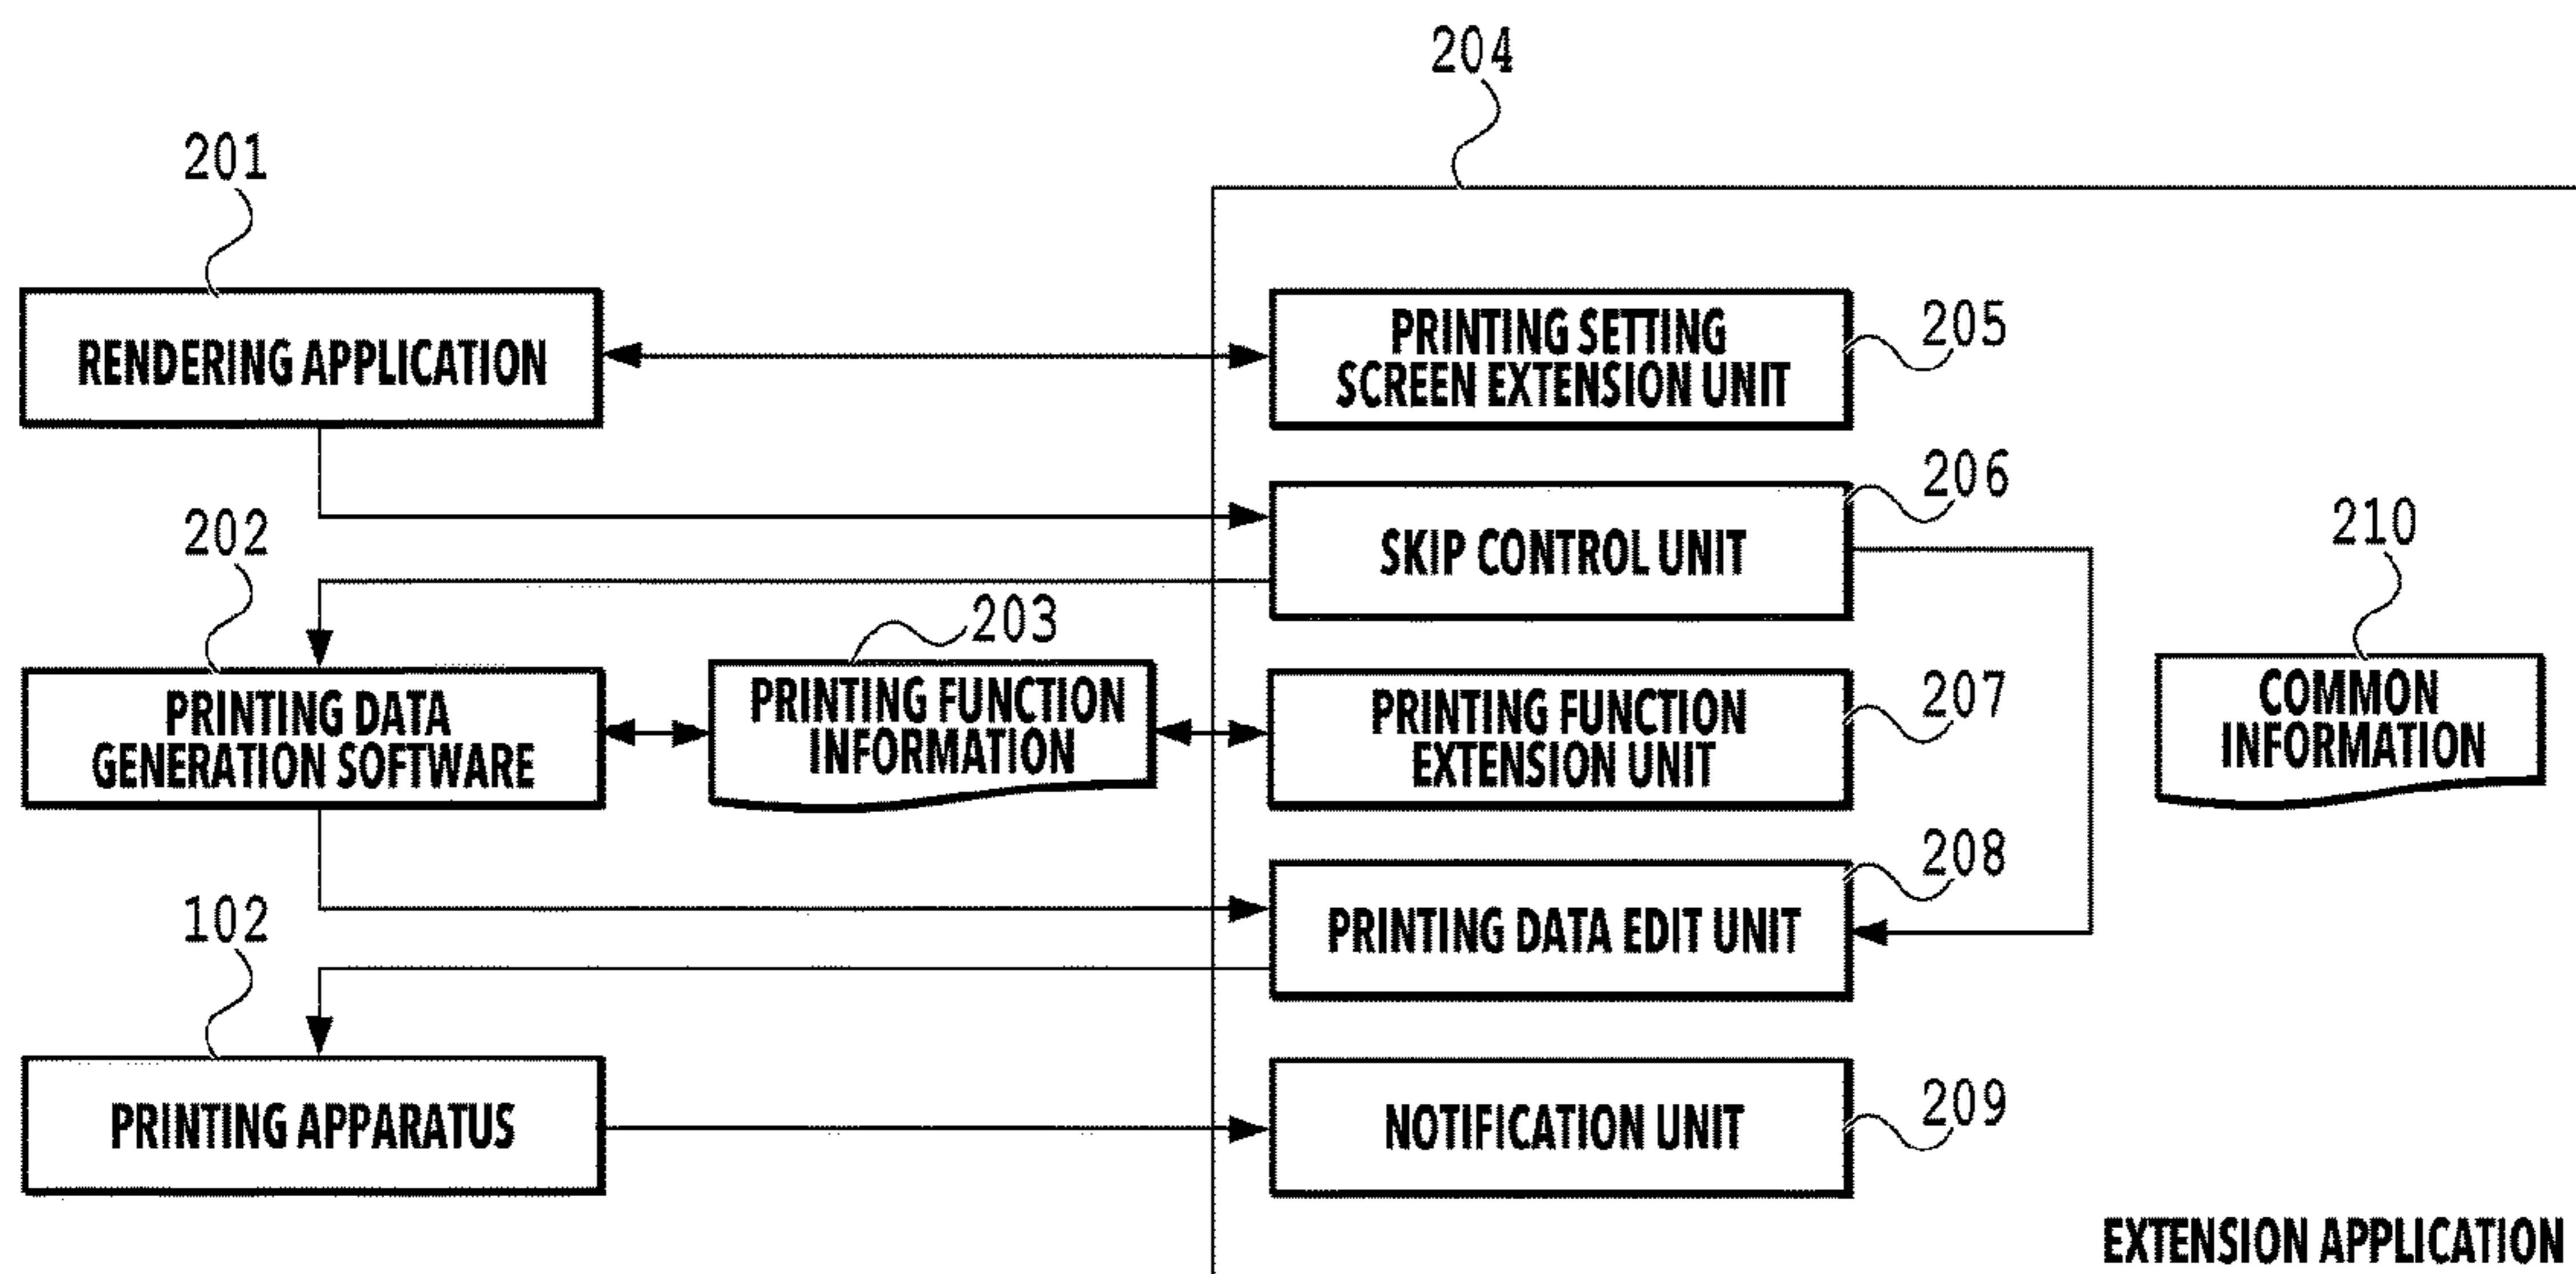 204
201
RENDERING APPLICATION
PRINTING SETTING
SCREEN EXTENSION UNIT
205
206
SKIP CONTROL UNIT
202
210
203
PRINTING DATA
GENERATION SOFTWARE
PRINTING FUNCTION
INFORMATION
PRINTING FUNCTION
EXTENSION UNIT
207
COMMON
INFORMATION
208
PRINTING DATA EDIT UNIT
102
PRINTING APPARATUS
NOTIFICATION UNIT
209
EXTENSION APPLICATION